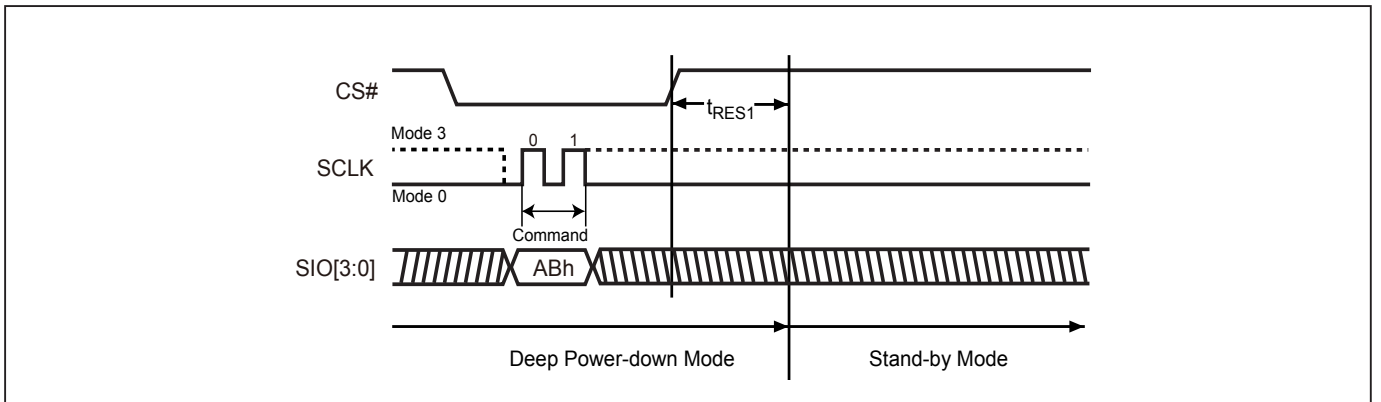 CS#
tRES1
Mode 3
0 1
SCLK
Mode 0
Command
SIO[3:0]
ABh
Deep Power-down Mode
Stand-by Mode